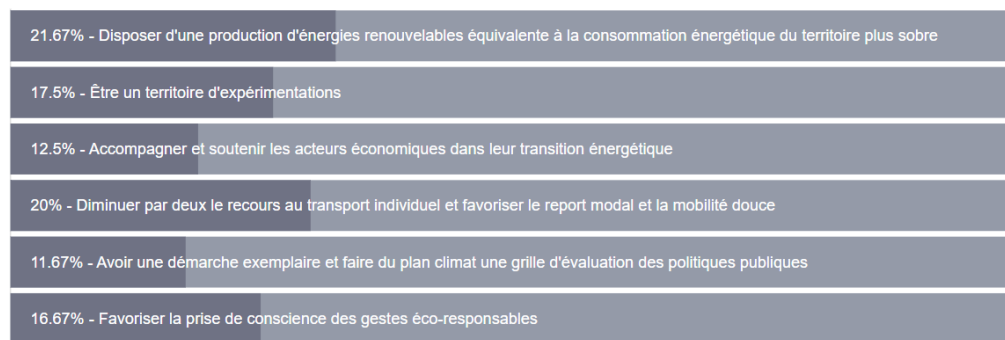 21.67% - Disposer d'une production d'énergies renouvelables équivalente à la consommation énergétique du territoire plus sobre
17.5% - Être un territoire d'expérimentations
12.5% - Accompagner et soutenir les acteurs économiques dans leur transition énergétique
20% - Diminuer par deux le recours au transport individuel et favoriser le report modal et la mobilité douce
11.67% - Avoir une démarche exemplaire et faire du plan climat une grille d'évaluation des politiques publiques
16.67% - Favoriser la prise de conscience des gestes éco-responsables